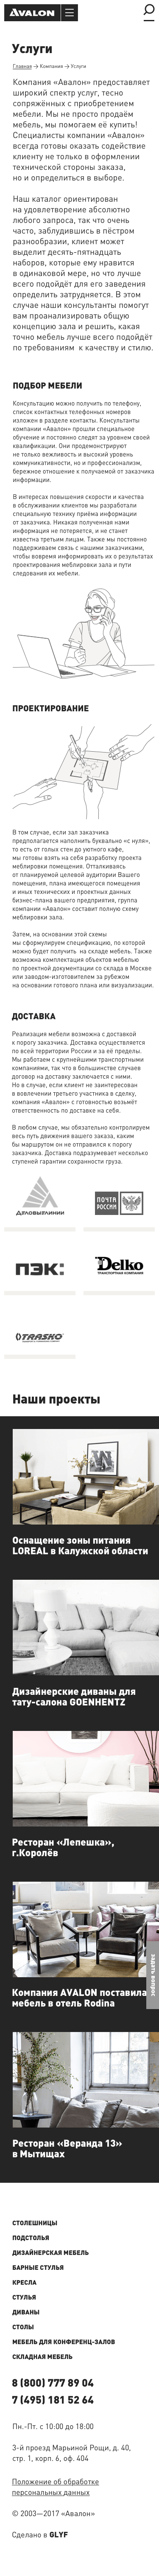 AVALON
Услуги
Главная → Компания → Услуги
Компания «Авалон» предоставляет
широкий спектр услуг, тесно
сопряжённых с приобретением
мебели. Мы не просто продаём
мебель, мы помогаем её купить!
Специалисты компании «Авалон»
всегда готовы оказать содействие
клиенту не только в оформлении
технической стороны заказа,
но и определиться в выборе.
Наш каталог ориентирован
на удовлетворение абсолютно
любого запроса, так что очень
часто, заблудившись в пёстром
разнообразии, клиент может
выделит десять-пятнадцать
наборов, которые ему нравится
в одинаковой мере, но что лучше
всего подойдёт для его заведения
определить затрудняется. В этом
случае наши консультанты помогут
вам проанализировать общую
концепцию зала и решить, какая
точно мебель лучше всего подойдёт
по требованиям к качеству и стилю.
ПОДБОР МЕБЕЛИ
Консультацию можно получить по телефону,
список контактных телефонных номеров
изложен в разделе контакты. Консультанты
компании «Авалон» прошли специальное
обучение и постоянно следят за уровнем своей
квалификации. Они подсмотрируют
не только вежливость и высокий уровень
коммуникативности, но и профессионализм,
бережное отношение к получаемой от заказчика
информации.
В интересах повышения скорости и качества
в обслуживании клиентов мы разработали
специальную технику приёма информации
от заказчика. Никакая полученная нами
информация не потеряется, и не станет
известна третьим лицам. Также мы постоянно
поддерживаем связь с нашими заказчиками,
чтобы вовремя информировать их о результатах
проектирования меблировки зала и пути
следования их мебели.
ПРОЕКТИРОВАНИЕ
В том случае, если зал заказчика
предполагается наполнить буквально «с нуля»,
то есть от голых стен до уютного кафе,
мы готовы взять на себя разработку проекта
меблировки помещения. Отталкиваясь
от планируемой целевой аудитории Вашего
помещения, плана имеющегося помещения
и иных технических и проектных данных
бизнес-плана вашего предприятия, группа
компании «Авалон» составит полную схему
меблировки зала.
Затем, на основании этой схемы
мы сформулируем спецификацию, по которой
можно будет получить на складе мебель. Также
возможна комплектация объектов мебелью
по проектной документации со склада в Москве
или заводом-изготовителем за рубежом
на основании готового плана или визуализации.
ДОСТАВКА
Реализация мебели возможна с доставкой
к порогу заказчика. Доставка осуществляется
по всей территории России и за её пределы.
Мы работаем с крупнейшими транспортными
компаниями, так что в большинстве случаев
договор на доставку заключается с ними.
Но в случае, если клиент не заинтересован
в вовлечении третьего участника в сделку,
компания «Авалон» с готовностью возьмёт
ответственность по доставке на себя.
В любом случае, мы обязательно контролируем
весь путь движения вашего заказа, каким
бы маршрутом он не отправился к порогу
заказчика. Доставка подразумевает несколько
ступеней гарантии сохранности груза.
ДЕЛОВЫЕ ЛИНИИ
ПОЧТА
РОССИИ
ПЭК:
Delko
ТРАНСПОРТНАЯ КОМПАНИЯ
TRASKO
Наши проекты
Оснащение зоны питания
LOREAL в Калужской области
Дизайнерские диваны для
тату-салона GOENHENTZ
Ресторан «Лепешка»,
г.Королёв
ЗАДАТЬ ВОПРОС
Компания AVALON поставила
мебель в отель Rodina
Ресторан «Веранда 13»
в Мытищах
СТОЛЕШНИЦЫ
ПОДСТОЛЬЯ
ДИЗАЙНЕРСКАЯ МЕБЕЛЬ
БАРНЫЕ СТУЛЬЯ
КРЕСЛА
СТУЛЬЯ
ДИВАНЫ
СТОЛЫ
МЕБЕЛЬ ДЛЯ КОНФЕРЕНЦ-ЗАЛОВ
СКЛАДНАЯ МЕБЕЛЬ
8 (800) 777 89 04
7 (495) 181 52 64
Пн.-Пт. с 10:00 до 18:00
3-й проезд Марьиной Рощи, д. 40,
стр. 1, корп. 6, оф. 404
Положение об обработке
персональных данных
© 2003—2017 «Авалон»
Сделано в GLYF